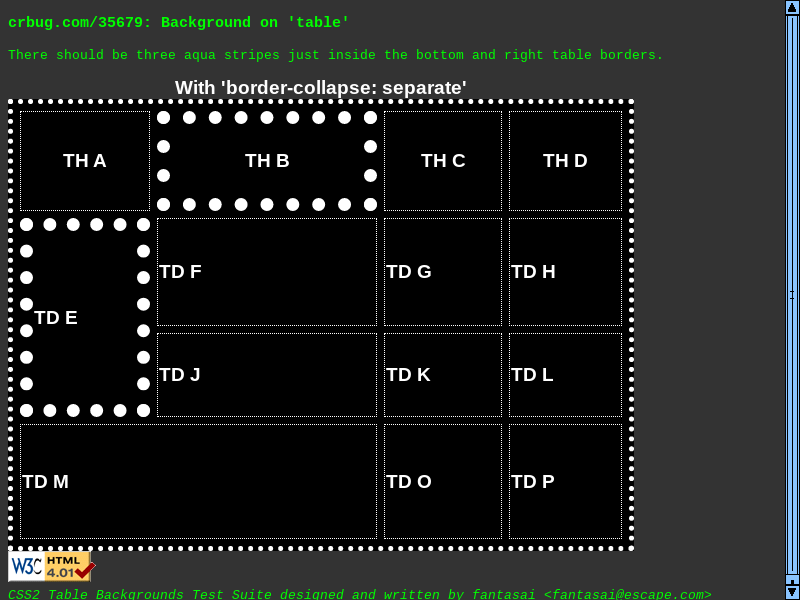 crbug.com/35679: Background on 'table'
There should be three aqua stripes just inside the bottom and right table borders.
With 'border-collapse: separate'
TH A TH B TH C TH D
TD F TD G TD H
TD E
TD J TD K TD L
TD M TD O TD P
W3C HTML 4.01
CSS2 Table Backgrounds Test Suite designed and written by fantasai <fantasai@escape.com>